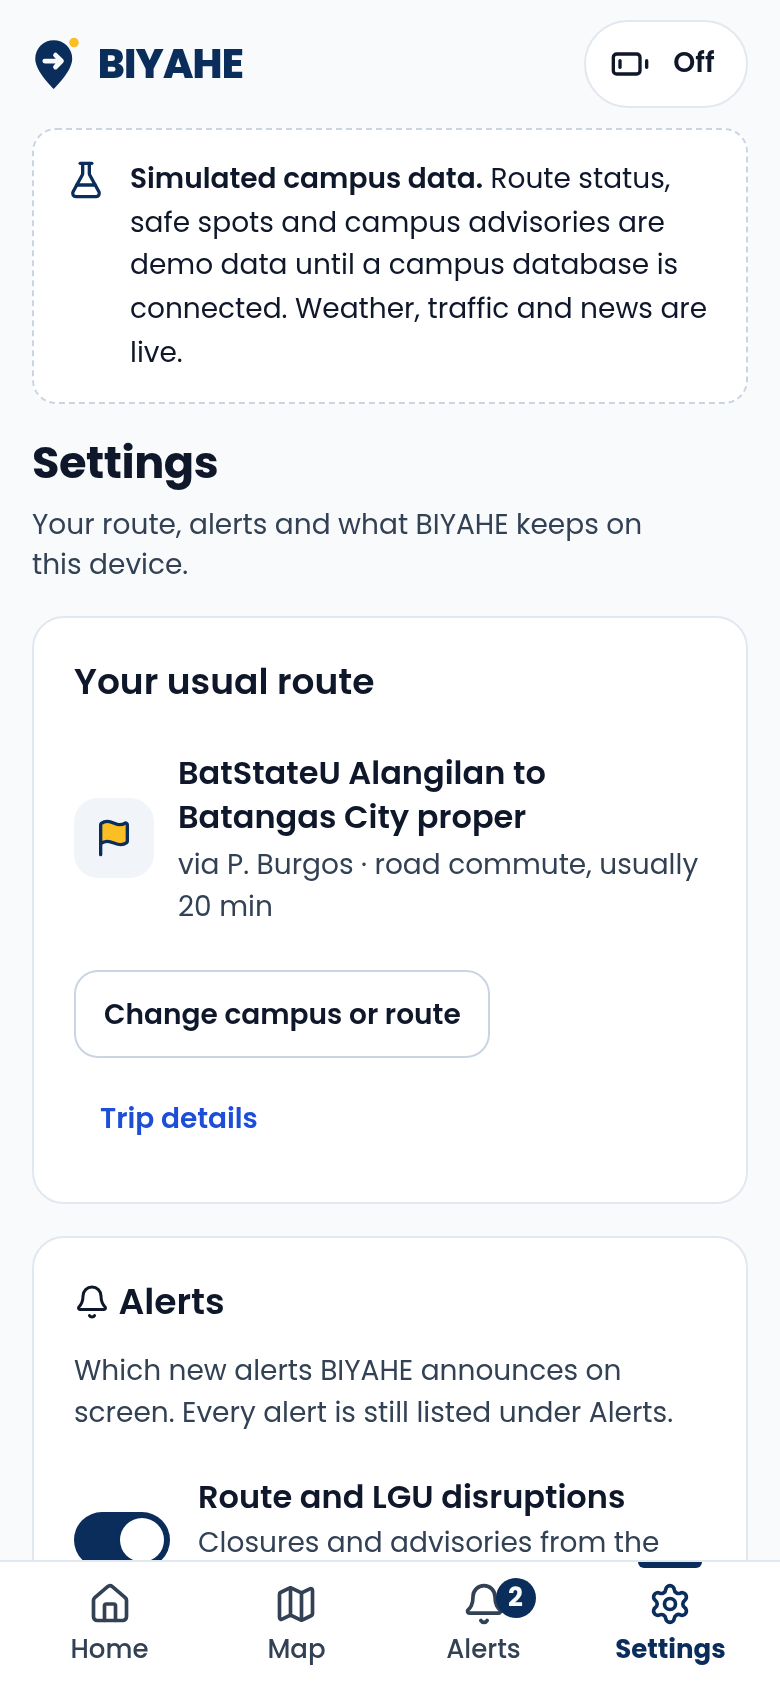 BIYAHE
Off
Simulated campus data. Route status,
safe spots and campus advisories are
demo data until a campus database is
connected. Weather, traffic and news are
live.
Settings
Your route, alerts and what BIYAHE keeps on
this device.
Your usual route
BatStateU Alangilan to
Batangas City proper
via P. Burgos · road commute, usually
20 min
Change campus or route
Trip details
Alerts
Which new alerts BIYAHE announces on
screen. Every alert is still listed under Alerts.
Route and LGU disruptions
Closures and advisories from the
2
Home
Map
Alerts
Settings